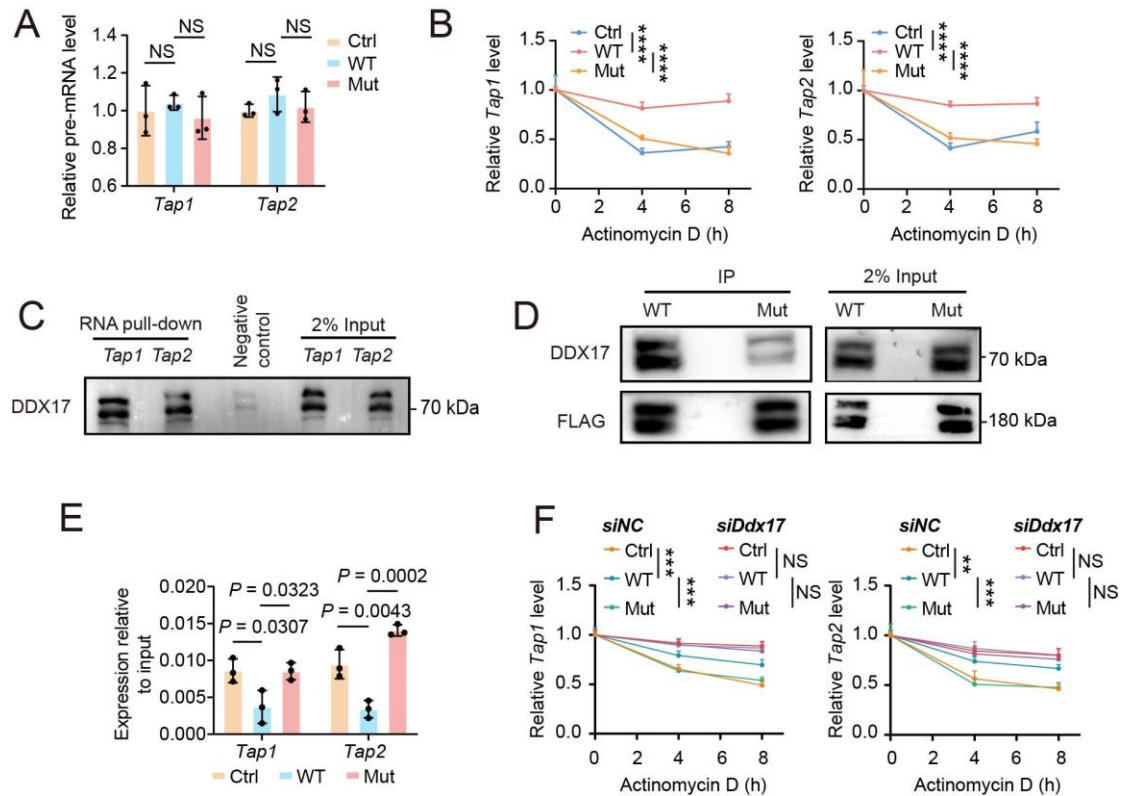 A
Relative pre-mRNA level
1.4
1.2
1.0
0.8
0.6
NS
NS
NS
NS
Ctrl
WT
Mut
Tap1
Tap2
B
Relative Tap1 level
1.5
1.0
0.5
0.0
Ctrl
WT
Mut
****
****
0 2 4 6 8
Actinomycin D (h)
Relative Tap2 level
1.5
1.0
0.5
0.0
Ctrl
WT
Mut
****
****
0 2 4 6 8
Actinomycin D (h)
C
RNA pull-down
Negative control
2% Input
Tap1 Tap2
Tap1 Tap2
DDX17
70 kDa
D
IP
2% Input
WT
Mut
WT
Mut
DDX17
70 kDa
FLAG
180 kDa
E
Expression relative
to input
0.020
0.015
0.010
0.005
0.000
P = 0.0002
P = 0.0323
P = 0.0043
P = 0.0307
Tap1
Tap2
Ctrl
WT
Mut
F
siNC
siDdx17
Ctrl
Ctrl
WT
WT
Mut
Mut
***
***
NS
NS
Relative Tap1 level
1.5
1.0
0.5
0.0
0 2 4 6 8
Actinomycin D (h)
siNC
siDdx17
Ctrl
Ctrl
WT
WT
Mut
Mut
**
***
NS
NS
Relative Tap2 level
1.5
1.0
0.5
0.0
0 2 4 6 8
Actinomycin D (h)